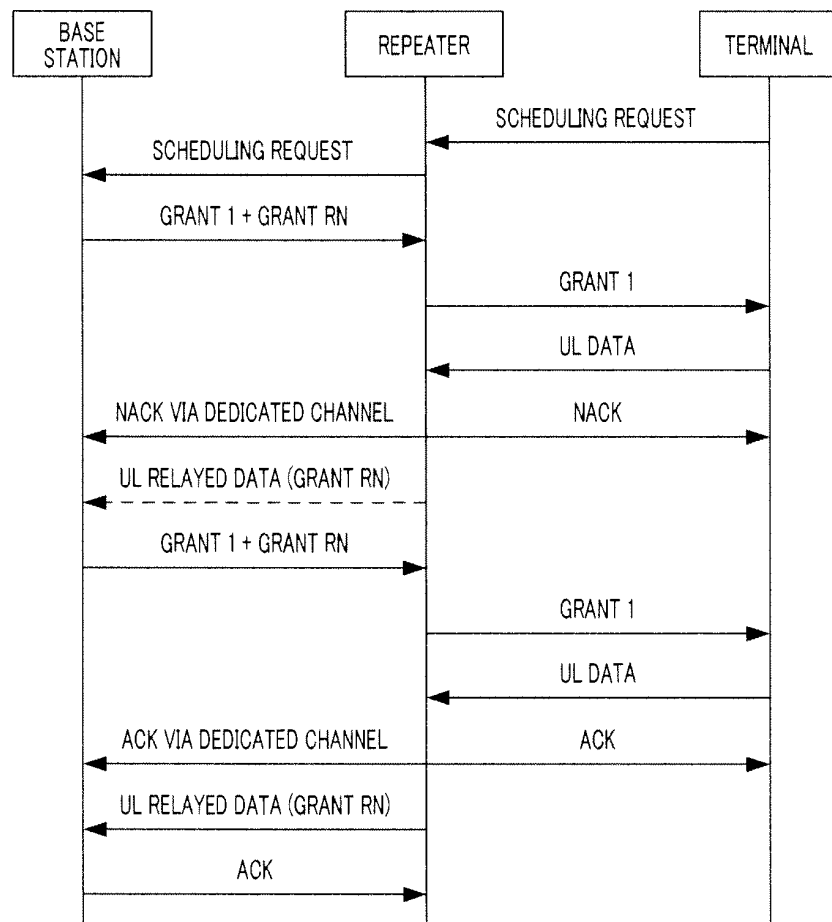 BASE
STATION
REPEATER
TERMINAL
SCHEDULING REQUEST
SCHEDULING REQUEST
GRANT 1 + GRANT RN
GRANT 1
UL DATA
NACK VIA DEDICATED CHANNEL
NACK
UL RELAYED DATA (GRANT RN)
GRANT 1 + GRANT RN
GRANT 1
UL DATA
ACK VIA DEDICATED CHANNEL
ACK
UL RELAYED DATA (GRANT RN)
ACK